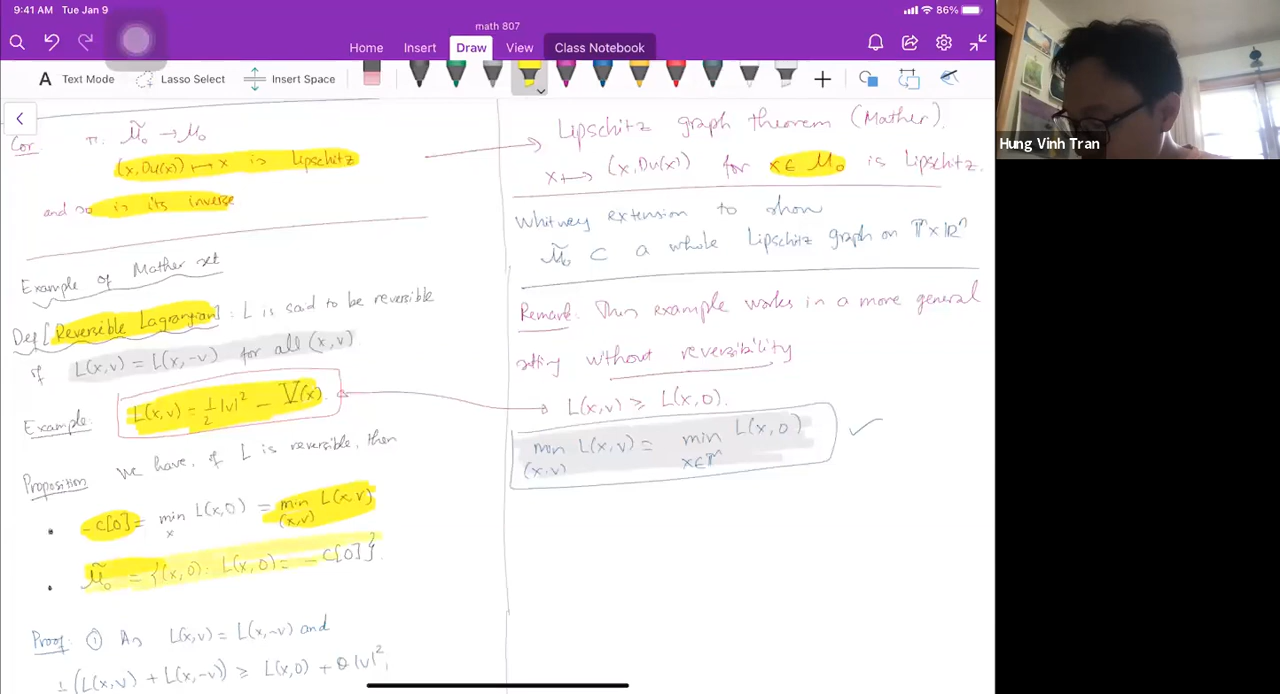 9:41 AM Tue Jan 9
86%
math 807
Home Insert Draw View Class Notebook
A Text Mode Lasso Select Insert Space
Hung Vinh Tran
Cor: π: M̃₀ → M₀
(x, Du(x)) ↦ x is Lipschitz
and so is its inverse
Example of Mather set
Def [Reversible Lagrangian]: L is said to be reversible
if L(x,v) = L(x,-v) for all (x,v)
Example: L(x,v) = ½|v|² - V(x).
Proposition We have, if L is reversible, then
• -c[0] = min_x L(x,0) = min_(x,v) L(x,v)
• M̃₀ = {(x,0): L(x,0) = -c[0]}.
Proof: ① As L(x,v) = L(x,-v) and
½(L(x,v) + L(x,-v)) ≥ L(x,0) + θ|v|²,
Lipschitz graph theorem (Mather).
x ↦ (x, Du(x)) for x ∈ M₀ is Lipschitz.
Whitney extension to show
M̃₀ ⊂ a whole Lipschitz graph on 𝕋ⁿ × ℝⁿ
Remark: This example works in a more general
setting without reversibility
L(x,v) ≥ L(x,0).
min_(x,v) L(x,v) = min_x∈𝕋ⁿ L(x,0) ✓